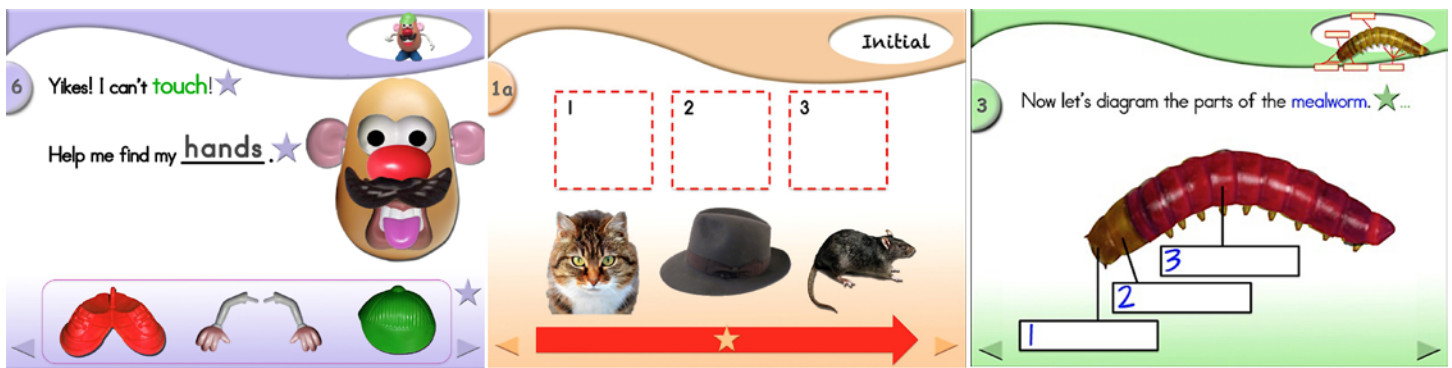 6
Yikes! I can't touch!
Help me find my hands.
Initial
1a
1
2
3
3
Now let's diagram the parts of the mealworm. ...
3
2
1